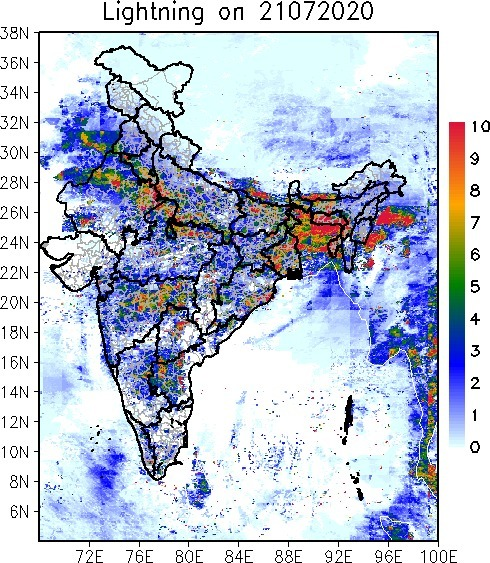 Lightning on 21072020
38N
36N
34N
32N
30N
28N
26N
24N
22N
20N
18N
16N
14N
12N
10N
8N
6N
72E 76E 80E 84E 88E 92E 96E 100E
10
9
8
7
6
5
4
3
2
1
0